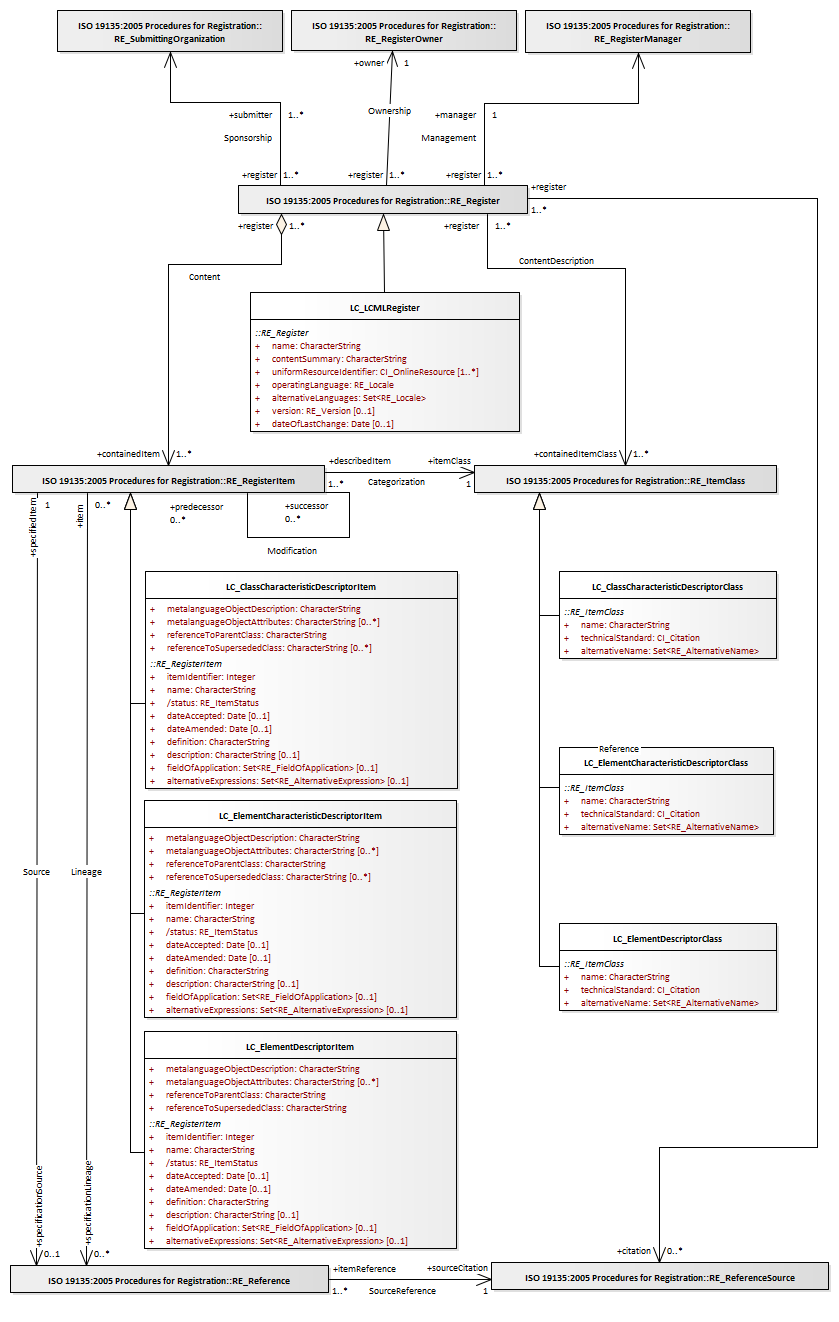 ISO 19135:2005 Procedures for Registration::
RE_SubmittingOrganization
ISO 19135:2005 Procedures for Registration::
RE_RegisterOwner
ISO 19135:2005 Procedures for Registration::
RE_RegisterManager
+owner 1
+submitter 1..*
Ownership
+manager 1
Sponsorship
Management
+register 1..*
+register 1..*
+register 1..*
+register
1..*
ISO 19135:2005 Procedures for Registration::RE_Register
+register 1..*
+register 1..*
Content
ContentDescription
LC_LCMLRegister
::RE_Register
+ name: CharacterString
+ contentSummary: CharacterString
+ uniformResourceIdentifier: CI_OnlineResource [1..*]
+ operatingLanguage: RE_Locale
+ alternativeLanguages: Set<RE_Locale>
+ version: RE_Version [0..1]
+ dateOfLastChange: Date [0..1]
+containedItem 1..*
+containedItemClass 1..*
+describedItem +itemClass
1..* Categorization 1
ISO 19135:2005 Procedures for Registration::RE_RegisterItem
ISO 19135:2005 Procedures for Registration::RE_ItemClass
+specifiedItem 1
+item 0..*
+predecessor
0..*
+successor
0..*
Modification
LC_ClassCharacteristicDescriptorItem
+ metalanguageObjectDescription: CharacterString
+ metalanguageObjectAttributes: CharacterString [0..*]
+ referenceToParentClass: CharacterString
+ referenceToSupersededClass: CharacterString [0..*]
::RE_RegisterItem
+ itemIdentifier: Integer
+ name: CharacterString
+ /status: RE_ItemStatus
+ dateAccepted: Date [0..1]
+ dateAmended: Date [0..1]
+ definition: CharacterString
+ description: CharacterString [0..1]
+ fieldOfApplication: Set<RE_FieldOfApplication> [0..1]
+ alternativeExpressions: Set<RE_AlternativeExpression> [0..1]
LC_ClassCharacteristicDescriptorClass
::RE_ItemClass
+ name: CharacterString
+ technicalStandard: CI_Citation
+ alternativeName: Set<RE_AlternativeName>
Reference
LC_ElementCharacteristicDescriptorClass
::RE_ItemClass
+ name: CharacterString
+ technicalStandard: CI_Citation
+ alternativeName: Set<RE_AlternativeName>
LC_ElementCharacteristicDescriptorItem
+ metalanguageObjectDescription: CharacterString
+ metalanguageObjectAttributes: CharacterString [0..*]
+ referenceToParentClass: CharacterString
+ referenceToSupersededClass: CharacterString [0..*]
::RE_RegisterItem
+ itemIdentifier: Integer
+ name: CharacterString
+ /status: RE_ItemStatus
+ dateAccepted: Date [0..1]
+ dateAmended: Date [0..1]
+ definition: CharacterString
+ description: CharacterString [0..1]
+ fieldOfApplication: Set<RE_FieldOfApplication> [0..1]
+ alternativeExpressions: Set<RE_AlternativeExpression> [0..1]
Source
Lineage
LC_ElementDescriptorClass
::RE_ItemClass
+ name: CharacterString
+ technicalStandard: CI_Citation
+ alternativeName: Set<RE_AlternativeName>
LC_ElementDescriptorItem
+ metalanguageObjectDescription: CharacterString
+ metalanguageObjectAttributes: CharacterString [0..*]
+ referenceToParentClass: CharacterString
+ referenceToSupersededClass: CharacterString
::RE_RegisterItem
+ itemIdentifier: Integer
+ name: CharacterString
+ /status: RE_ItemStatus
+ dateAccepted: Date [0..1]
+ dateAmended: Date [0..1]
+ definition: CharacterString
+ description: CharacterString [0..1]
+ fieldOfApplication: Set<RE_FieldOfApplication> [0..1]
+ alternativeExpressions: Set<RE_AlternativeExpression> [0..1]
+specificationSource 0..1
+specificationLineage 0..*
+citation 0..*
ISO 19135:2005 Procedures for Registration::RE_Reference
+itemReference +sourceCitation
1..* SourceReference 1
ISO 19135:2005 Procedures for Registration::RE_ReferenceSource